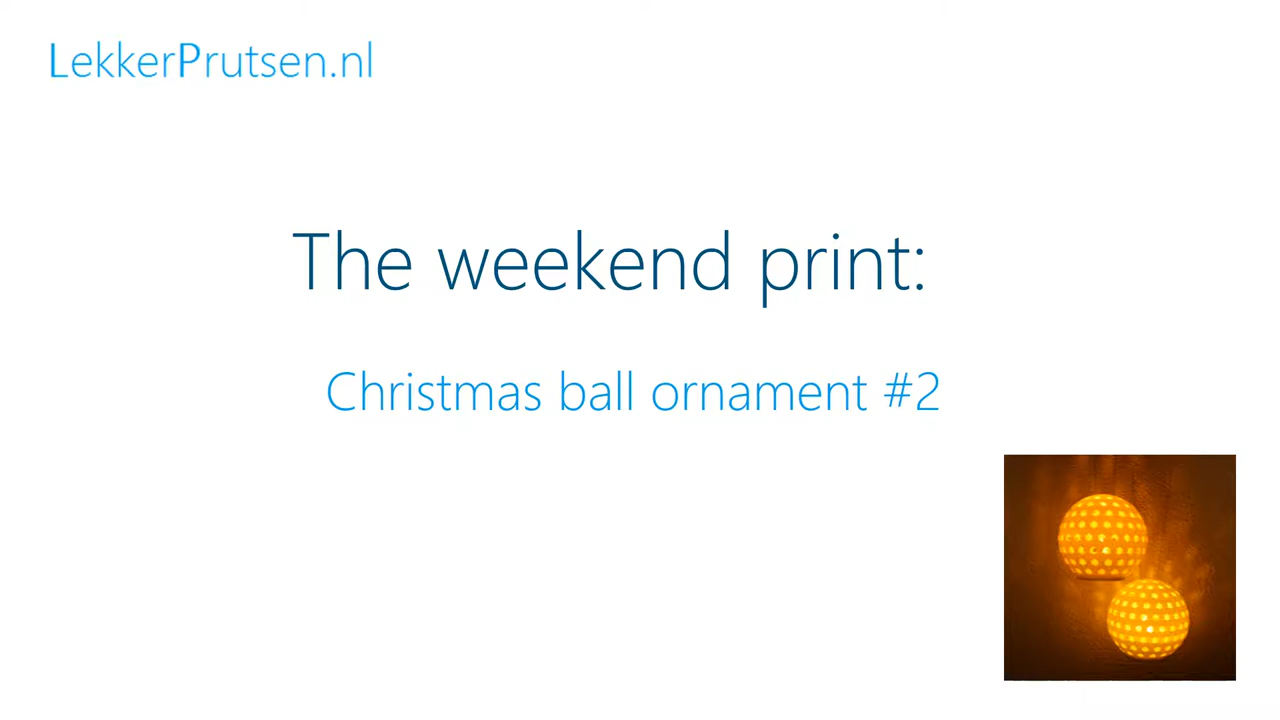 LekkerPrutsen.nl
The weekend print:
Christmas ball ornament #2